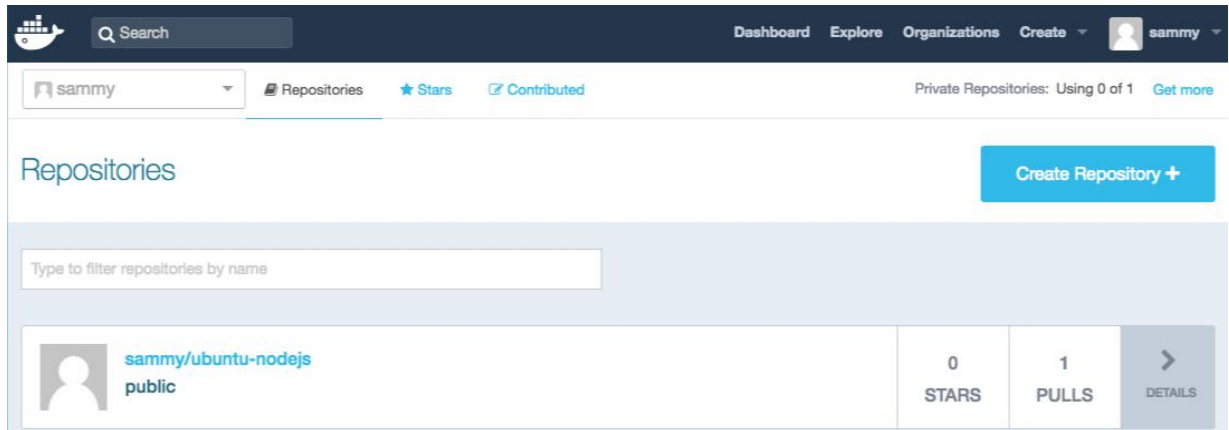 Search Dashboard Explore Organizations Create sammy
sammy Repositories Stars Contributed Private Repositories: Using 0 of 1 Get more
Repositories Create Repository +
Type to filter repositories by name
sammy/ubuntu-nodejs
public
0 1
STARS PULLS DETAILS